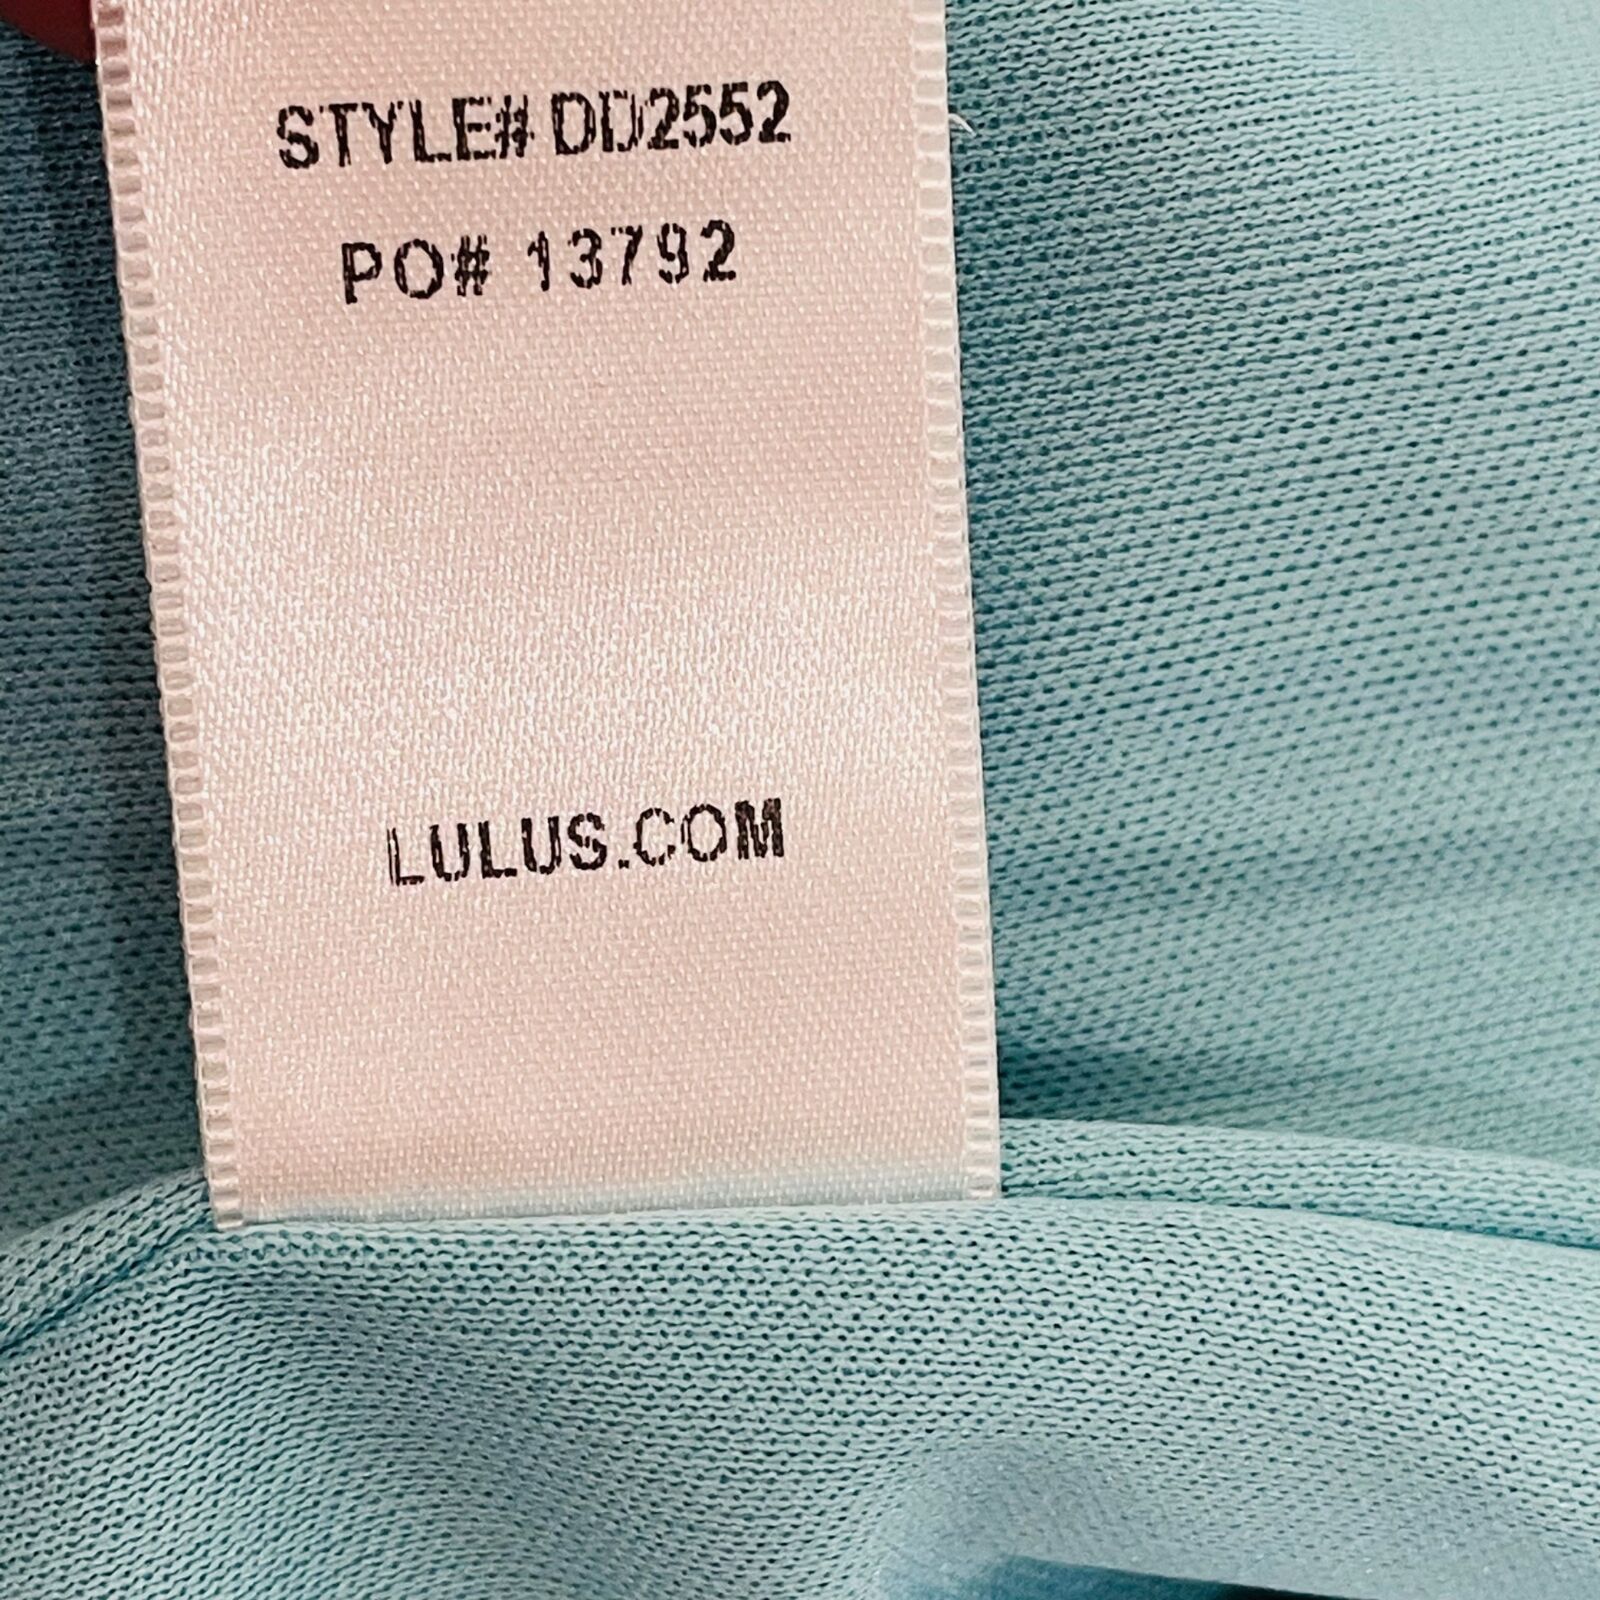 STYLE# DD2552
PO# 13792
LULUS.COM